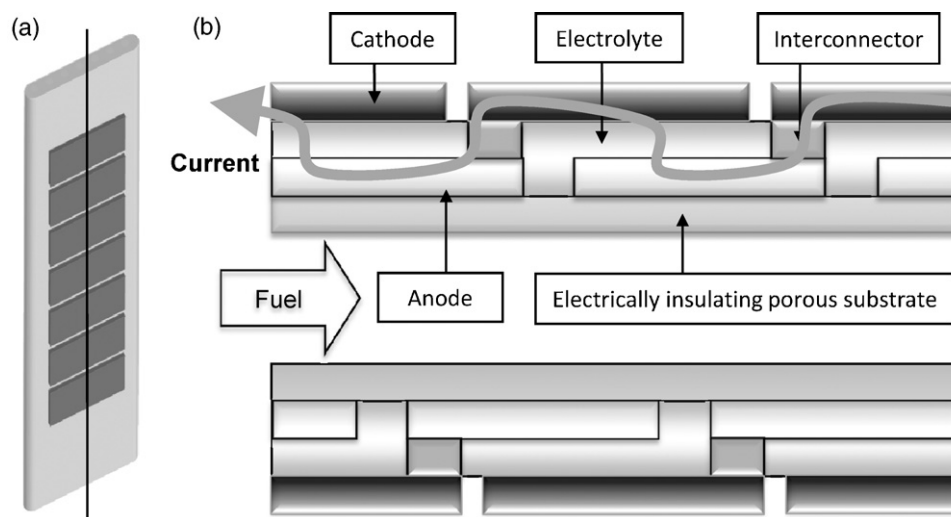 (a)
(b)
Cathode
Electrolyte
Interconnector
Current
Fuel
Anode
Electrically insulating porous substrate